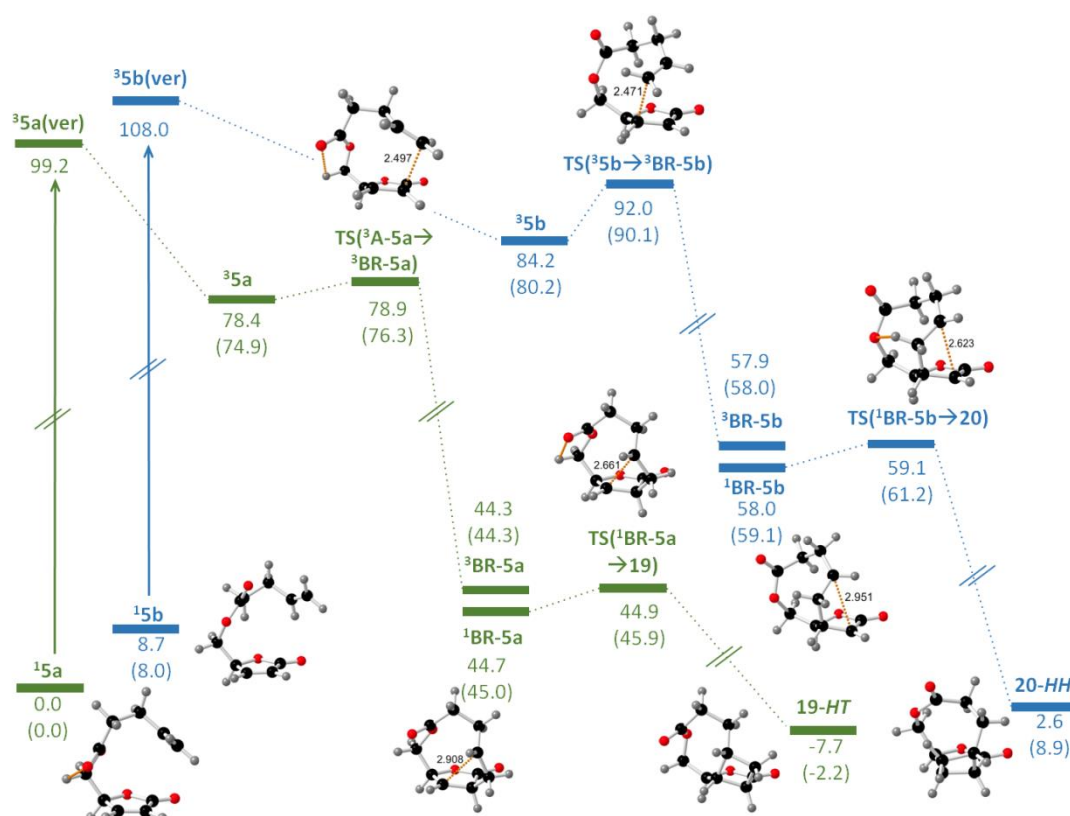 ³5b(ver)
108.0
³5a(ver)
99.2
2.497
2.471
TS(³5b→³BR-5b)
92.0
(90.1)
³5b
84.2
(80.2)
TS(³A-5a→
³BR-5a)
78.9
(76.3)
³5a
78.4
(74.9)
2.623
57.9
(58.0)
³BR-5b
TS(¹BR-5b→20)
59.1
(61.2)
¹BR-5b
58.0
(59.1)
2.661
44.3
(44.3)
³BR-5a
TS(¹BR-5a
→19)
44.9
(45.9)
2.951
¹BR-5a
44.7
(45.0)
¹5b
8.7
(8.0)
¹5a
0.0
(0.0)
2.908
19-HT
-7.7
(-2.2)
20-HH
2.6
(8.9)